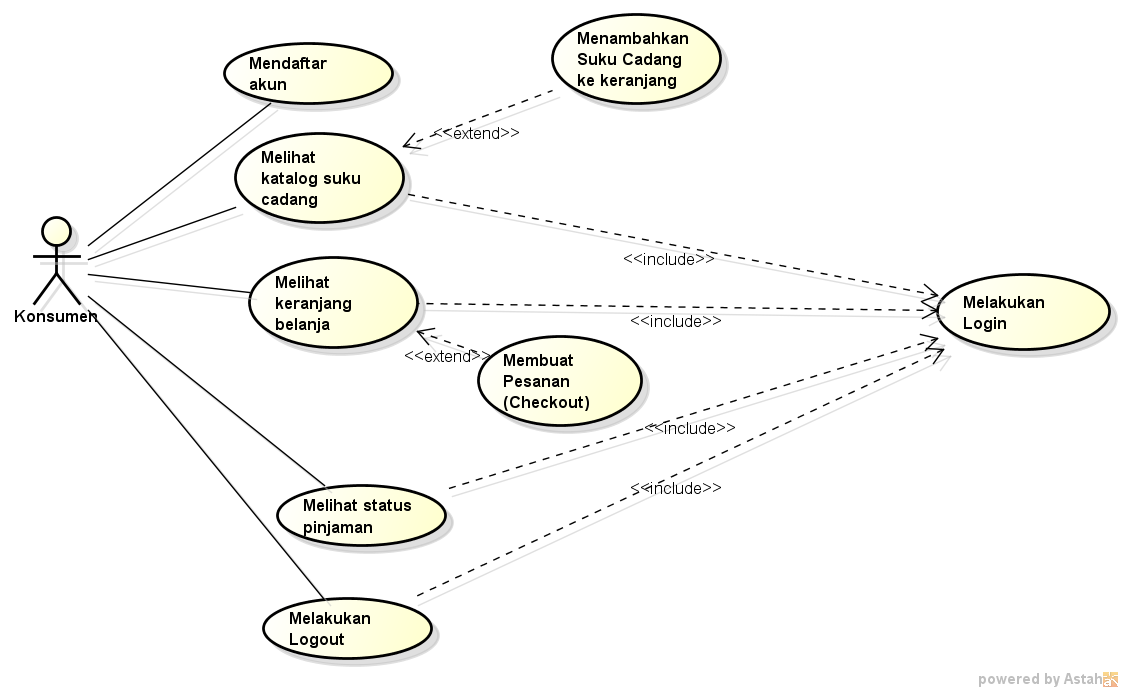 Menambahkan
Suku Cadang
ke keranjang
Mendaftar
akun
<<extend>>
Melihat
katalog suku
cadang
<<include>>
Melihat
keranjang
belanja
Konsumen
Melakukan
Login
<<include>>
<<extend>>
Membuat
Pesanan
(Checkout)
<<include>>
<<include>>
Melihat status
pinjaman
Melakukan
Logout
powered by Astah